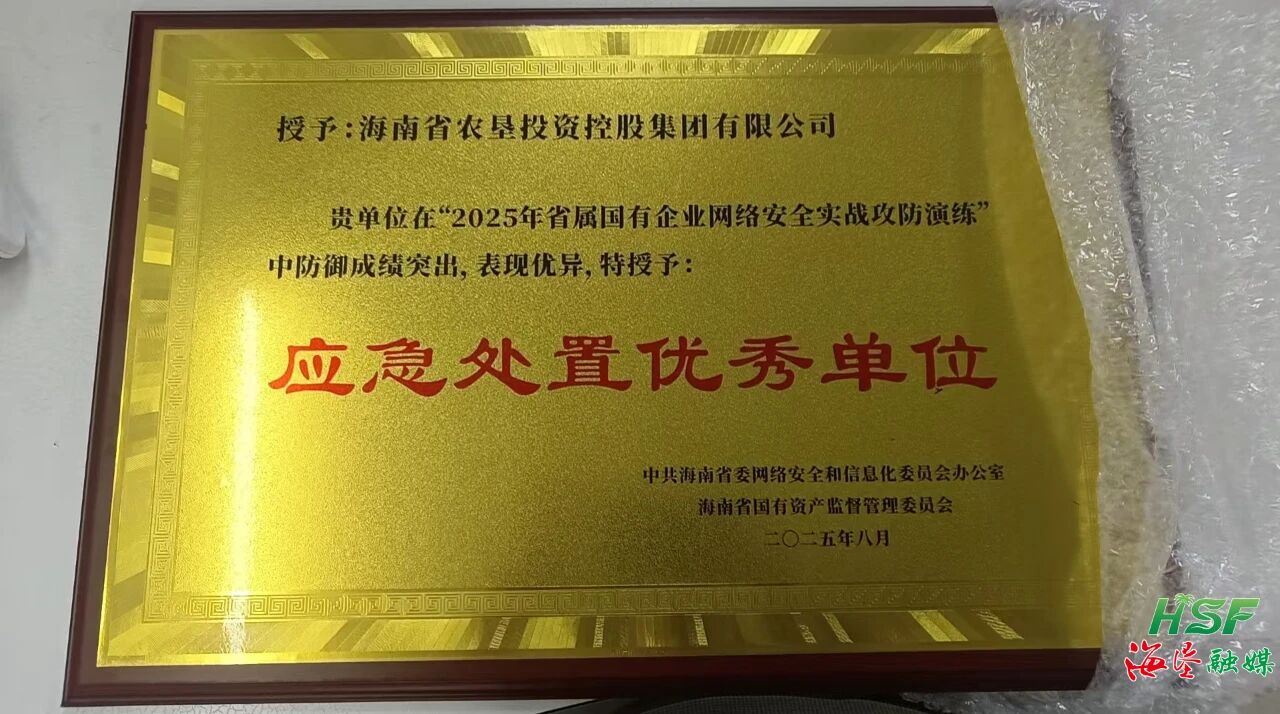 授予:海南省农垦投资控股集团有限公司
贵单位在“2025年省属国有企业网络安全实战攻防演练”
中防御成绩突出,表现优异,特授予:
应急处置优秀单位
中共海南省委网络安全和信息化委员会办公室
海南省国有资产监督管理委员会
二〇二五年八月
HSF
海垦融媒